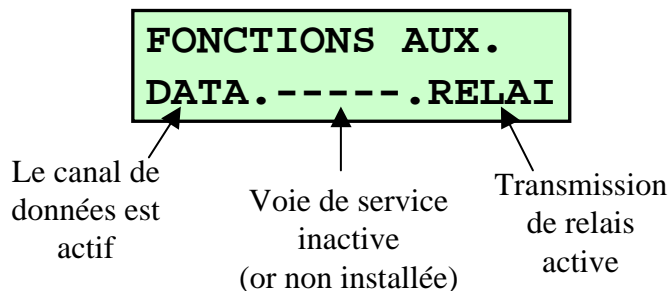 FONCTIONS AUX.
DATA.-----.RELAI
Le canal de
données est
actif
Voie de service
inactive
(or non installée)
Transmission
de relais
active